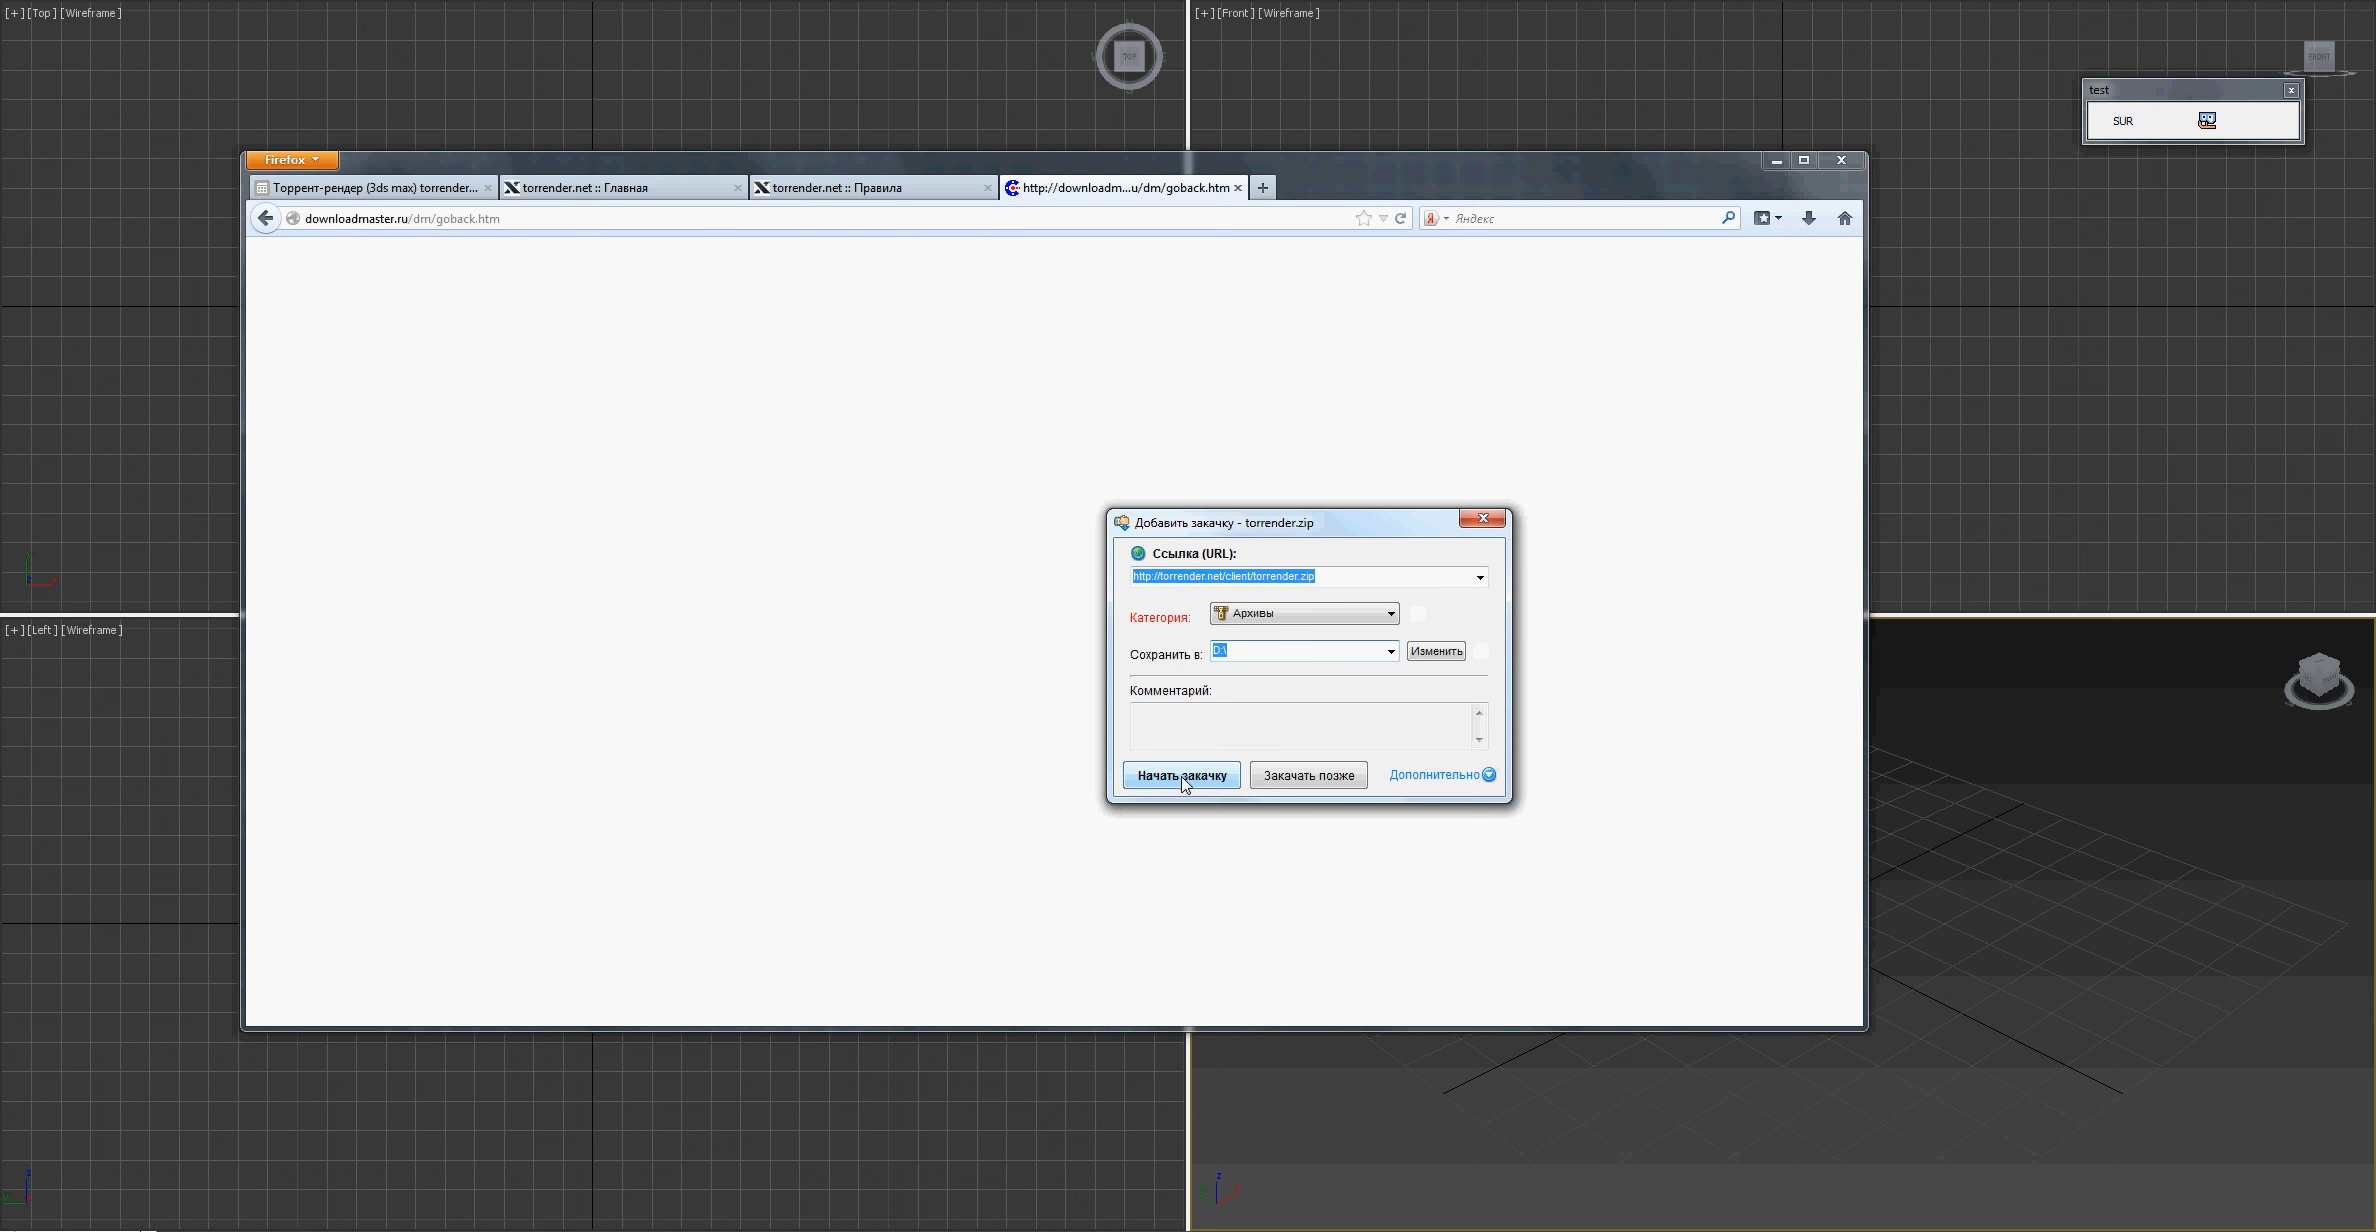 [+] [Top] [Wireframe]
TOP
[+] [Front] [Wireframe]
FRONT
test
SUR
Firefox
Торрент-рендер (3ds max) torrender...
torrender.net :: Главная
torrender.net :: Правила
http://downloadm...u/dm/goback.htm
downloadmaster.ru/dm/goback.htm
Яндекс
Добавить закачку - torrender.zip
Ссылка (URL):
http://torrender.net/client/torrender.zip
Категория:
Архивы
Сохранить в:
D:\
Изменить
Комментарий:
Начать закачку
Закачать позже
Дополнительно
[+] [Left] [Wireframe]